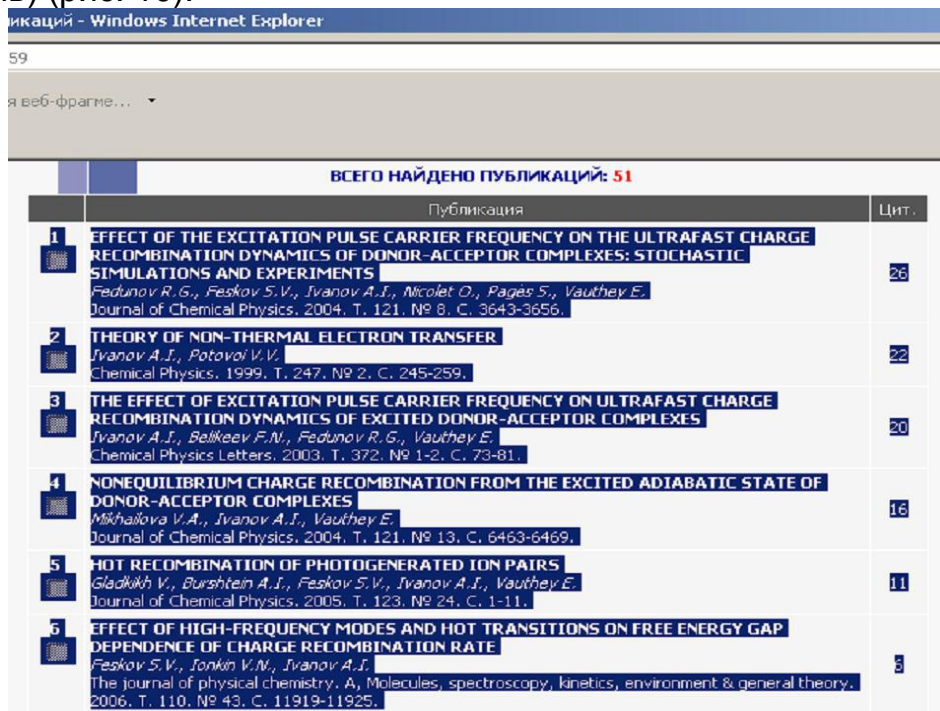 (рис. 10).
икаций - Windows Internet Explorer
59
я веб-фрагме...
ВСЕГО НАЙДЕНО ПУБЛИКАЦИЙ: 51
Публикация Цит.
1 EFFECT OF THE EXCITATION PULSE CARRIER FREQUENCY ON THE ULTRAFAST CHARGE
RECOMBINATION DYNAMICS OF DONOR-ACCEPTOR COMPLEXES: STOCHASTIC
SIMULATIONS AND EXPERIMENTS
26
Fedunov R.G., Feskov S.V., Ivanov A.I., Nicolet O., Pagès S., Vauthey E.
Journal of Chemical Physics. 2004. Т. 121. № 8. С. 3643-3656.
2 THEORY OF NON-THERMAL ELECTRON TRANSFER
Ivanov A.I., Potovoi V.V. 22
Chemical Physics. 1999. Т. 247. № 2. С. 245-259.
3 THE EFFECT OF EXCITATION PULSE CARRIER FREQUENCY ON ULTRAFAST CHARGE
RECOMBINATION DYNAMICS OF EXCITED DONOR-ACCEPTOR COMPLEXES
20
Ivanov A.I., Belikeev F.N., Fedunov R.G., Vauthey E.
Chemical Physics Letters. 2003. Т. 372. № 1-2. С. 73-81.
4 NONEQUILIBRIUM CHARGE RECOMBINATION FROM THE EXCITED ADIABATIC STATE OF
DONOR-ACCEPTOR COMPLEXES
16
Mikhailova V.A., Ivanov A.I., Vauthey E.
Journal of Chemical Physics. 2004. Т. 121. № 13. С. 6463-6469.
5 HOT RECOMBINATION OF PHOTOGENERATED ION PAIRS
Gladkikh V., Burshtein A.I., Feskov S.V., Ivanov A.I., Vauthey E. 11
Journal of Chemical Physics. 2005. Т. 123. № 24. С. 1-11.
6 EFFECT OF HIGH-FREQUENCY MODES AND HOT TRANSITIONS ON FREE ENERGY GAP
DEPENDENCE OF CHARGE RECOMBINATION RATE
Feskov S.V., Ionkin V.N., Ivanov A.I. 6
The journal of physical chemistry. A, Molecules, spectroscopy, kinetics, environment & general theory.
2006. Т. 110. № 43. С. 11919-11925.